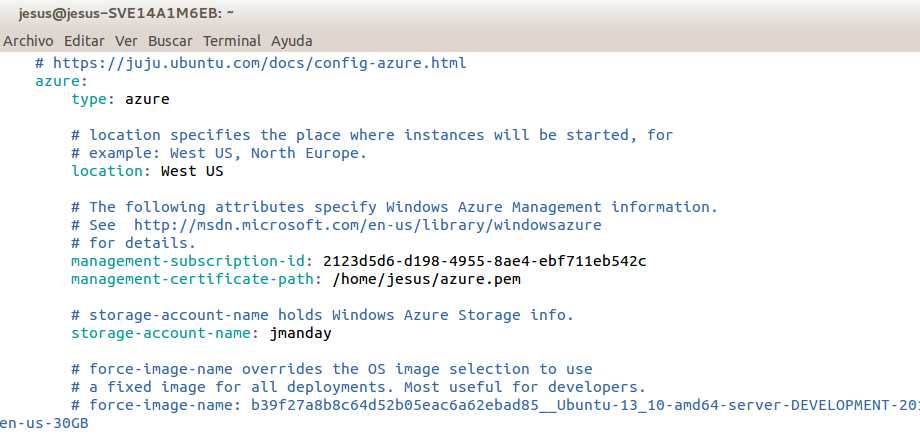 jesus@jesus-SVE14A1M6EB: ~
Archivo Editar Ver Buscar Terminal Ayuda
# https://juju.ubuntu.com/docs/config-azure.html
azure:
type: azure
# location specifies the place where instances will be started, for
# example: West US, North Europe.
location: West US
# The following attributes specify Windows Azure Management information.
# See  http://msdn.microsoft.com/en-us/library/windowsazure
# for details.
management-subscription-id: 2123d5d6-d198-4955-8ae4-ebf711eb542c
management-certificate-path: /home/jesus/azure.pem
# storage-account-name holds Windows Azure Storage info.
storage-account-name: jmanday
# force-image-name overrides the OS image selection to use
# a fixed image for all deployments. Most useful for developers.
# force-image-name: b39f27a8b8c64d52b05eac6a62ebad85__Ubuntu-13_10-amd64-server-DEVELOPMENT-201
en-us-30GB